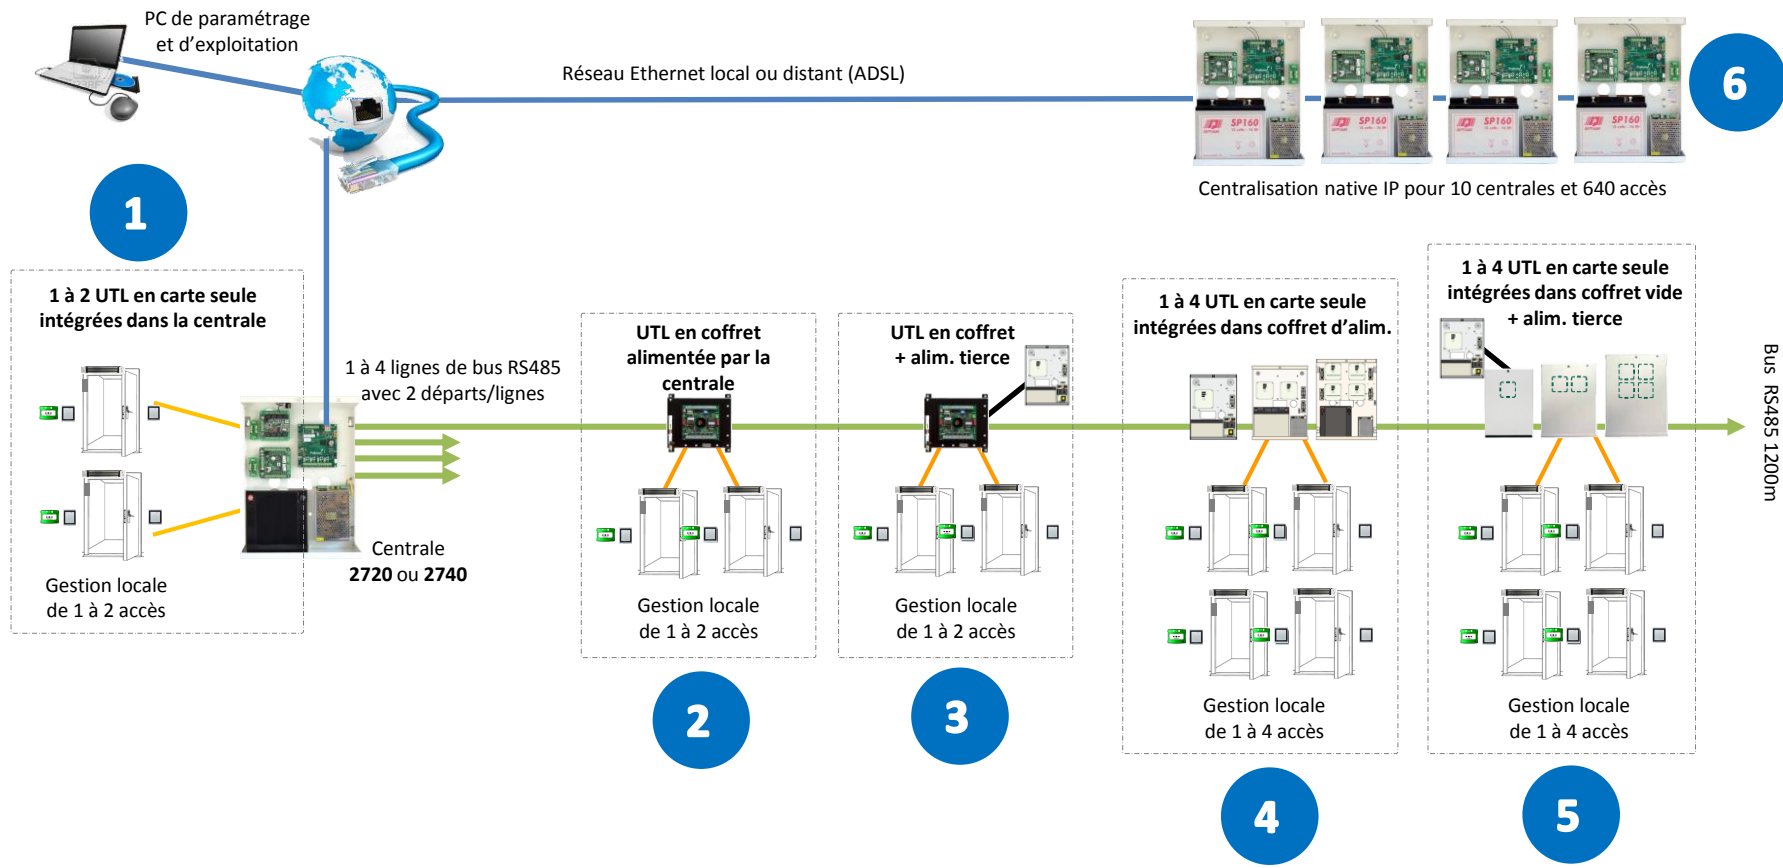 PC de paramétrage
et d'exploitation
Réseau Ethernet local ou distant (ADSL)
SP160
SP160
SP160
SP160
6
Centralisation native IP pour 10 centrales et 640 accès
1
1 à 2 UTL en carte seule
intégrées dans la centrale
Gestion locale
de 1 à 2 accès
1 à 4 lignes de bus RS485
avec 2 départs/lignes
Centrale
2720 ou 2740
UTL en coffret
alimentée par la
centrale
Gestion locale
de 1 à 2 accès
2
UTL en coffret
+ alim. tierce
Gestion locale
de 1 à 2 accès
3
1 à 4 UTL en carte seule
intégrées dans coffret d'alim.
Gestion locale
de 1 à 4 accès
4
1 à 4 UTL en carte seule
intégrées dans coffret vide
+ alim. tierce
Gestion locale
de 1 à 4 accès
5
Bus RS485 1200m